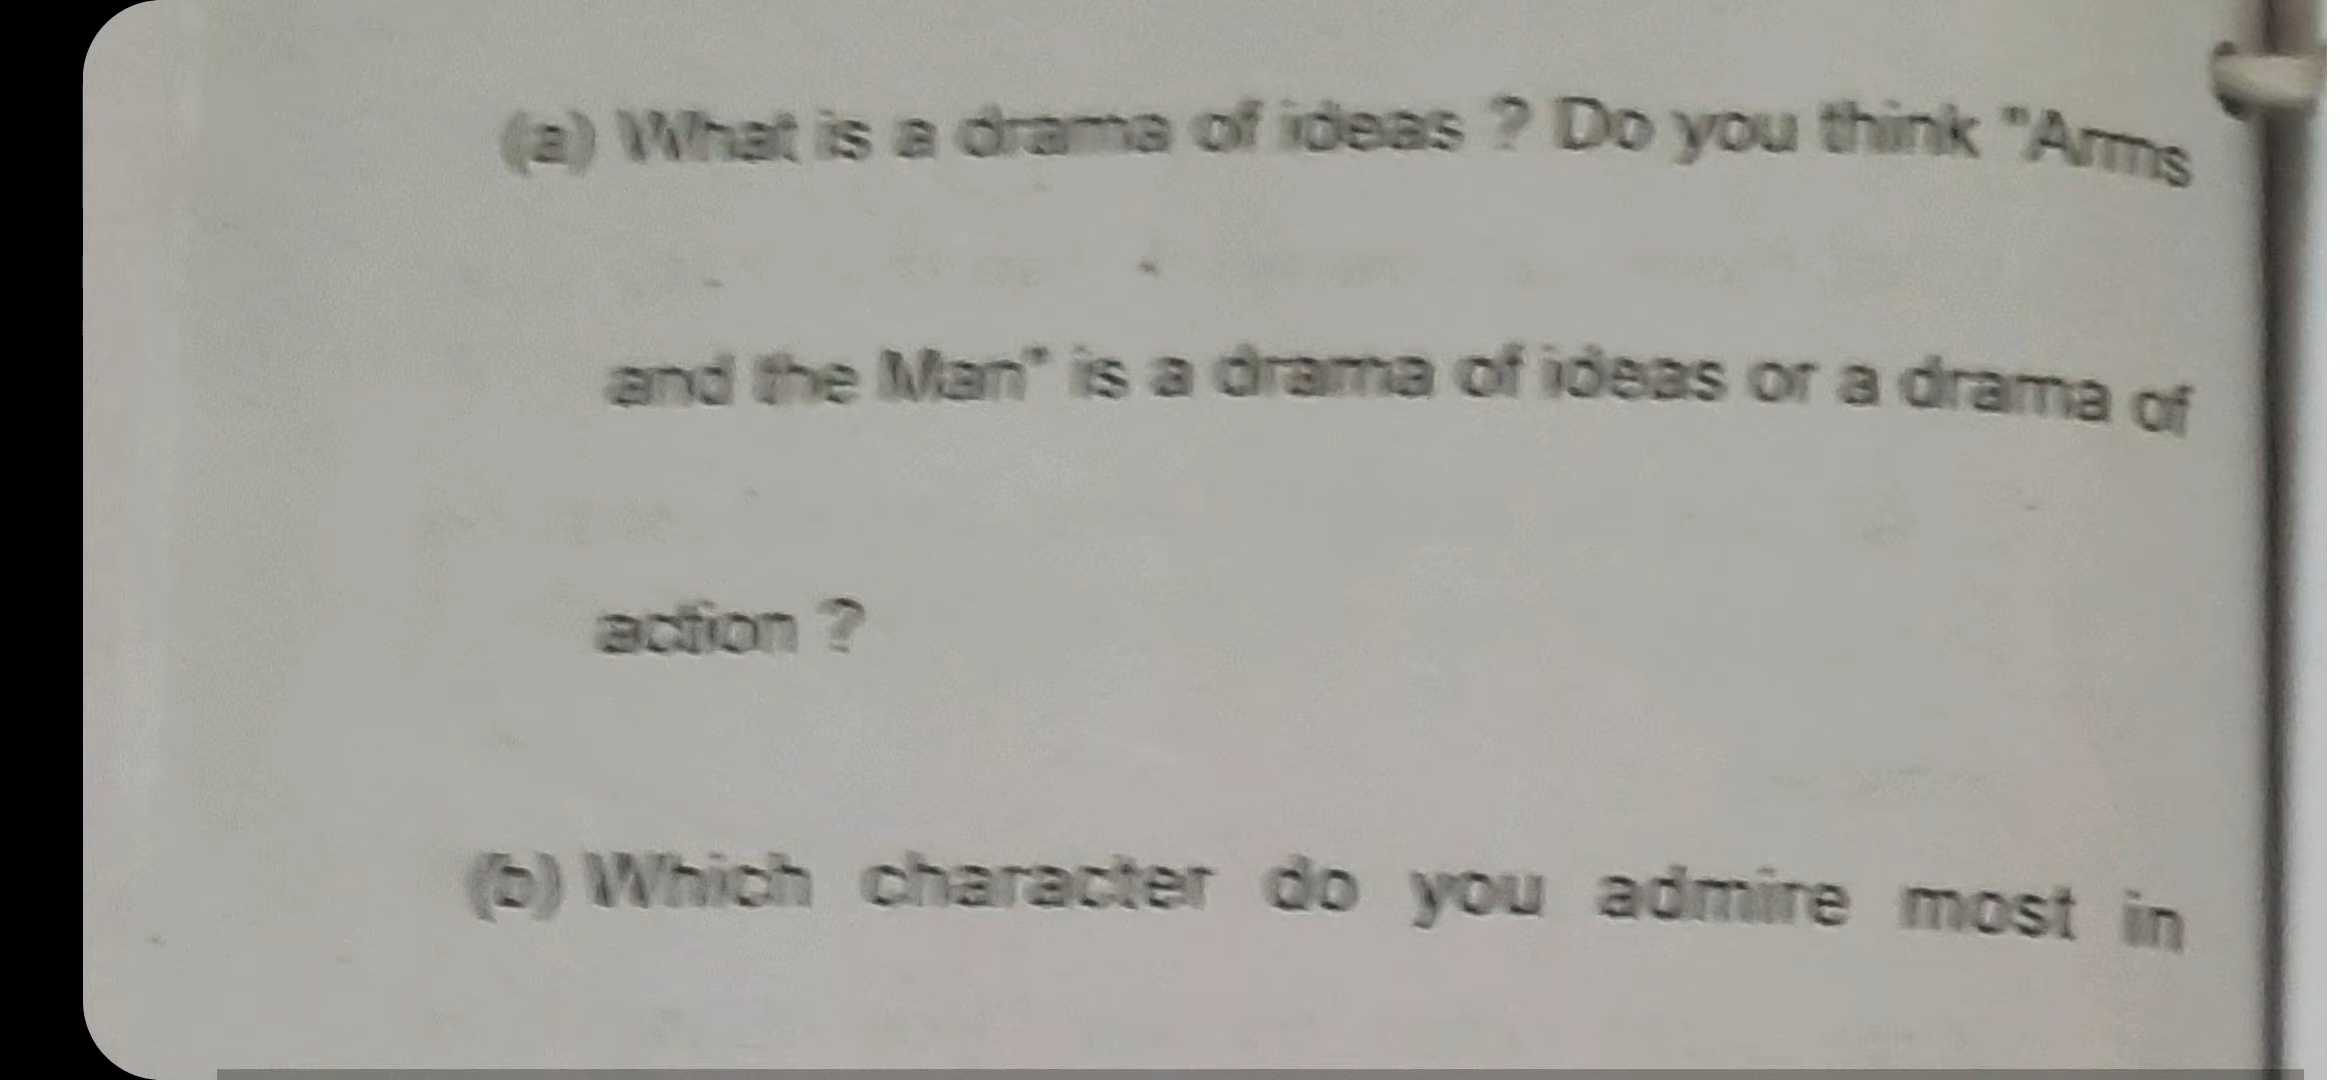 (a) What is a drama of ideas ? Do you think "Arms
and the Man" is a drama of ideas or a drama of
action ?
(b) Which character do you admire most in